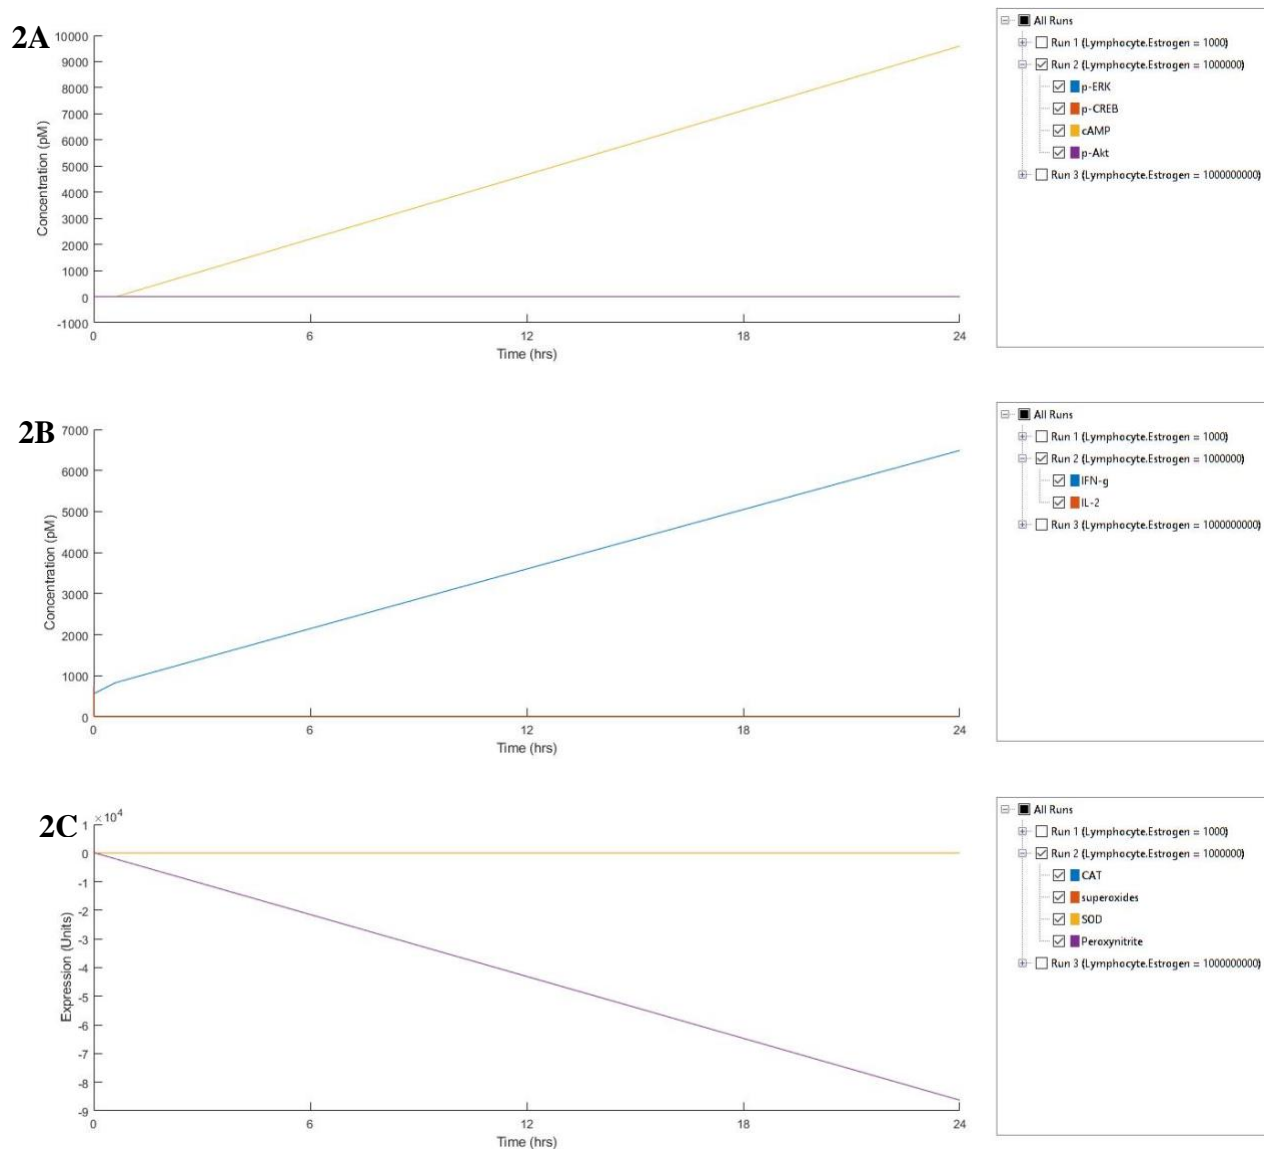 2A
10000
9000
8000
7000
6000
5000
4000
3000
2000
1000
0
-1000
Concentration (pM)
0 6 12 18 24
Time (hrs)
All Runs
Run 1 (Lymphocyte.Estrogen = 1000)
Run 2 (Lymphocyte.Estrogen = 1000000)
p-ERK
p-CREB
cAMP
p-Akt
Run 3 (Lymphocyte.Estrogen = 1000000000)
2B
7000
6000
5000
4000
3000
2000
1000
0
Concentration (pM)
0 6 12 18 24
Time (hrs)
All Runs
Run 1 (Lymphocyte.Estrogen = 1000)
Run 2 (Lymphocyte.Estrogen = 1000000)
IFN-g
IL-2
Run 3 (Lymphocyte.Estrogen = 1000000000)
2C
×10⁴
1
0
-1
-2
-3
-4
-5
-6
-7
-8
-9
Expression (Units)
0 6 12 18 24
Time (hrs)
All Runs
Run 1 (Lymphocyte.Estrogen = 1000)
Run 2 (Lymphocyte.Estrogen = 1000000)
CAT
superoxides
SOD
Peroxynitrite
Run 3 (Lymphocyte.Estrogen = 1000000000)